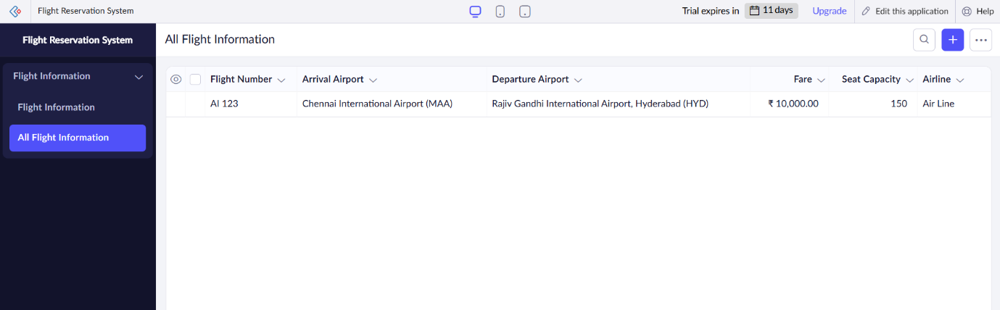 Flight Reservation System
Trial expires in 11 days Upgrade Edit this application Help
Flight Reservation System
All Flight Information
Flight Information
Flight Information
All Flight Information
Flight Number Arrival Airport Departure Airport Fare Seat Capacity Airline
AI 123 Chennai International Airport (MAA) Rajiv Gandhi International Airport, Hyderabad (HYD) ₹ 10,000.00 150 Air Line